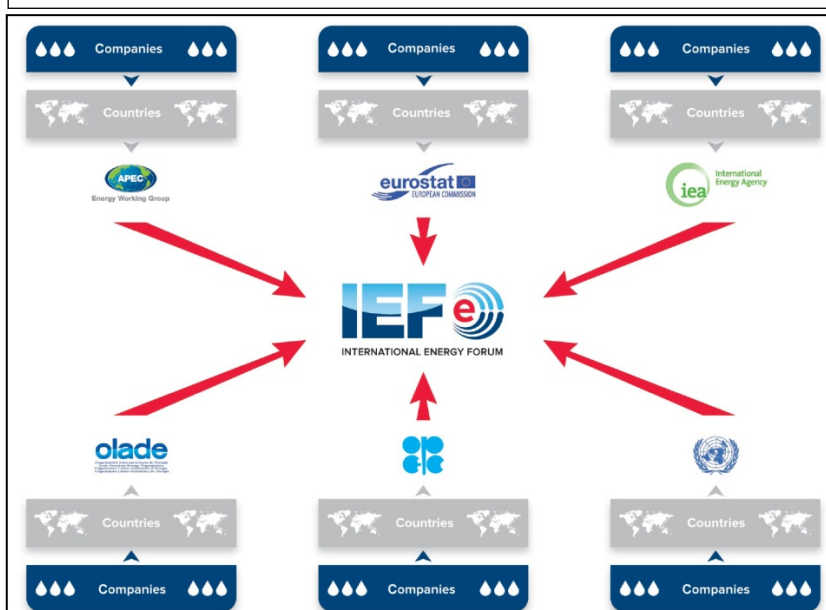 Companies
Companies
Companies
Countries
Countries
Countries
APEC
Energy Working Group
eurostat
EUROPEAN COMMISSION
iea
International
Energy Agency
IEF e
INTERNATIONAL ENERGY FORUM
olade
OPEC
Countries
Countries
Countries
Companies
Companies
Companies